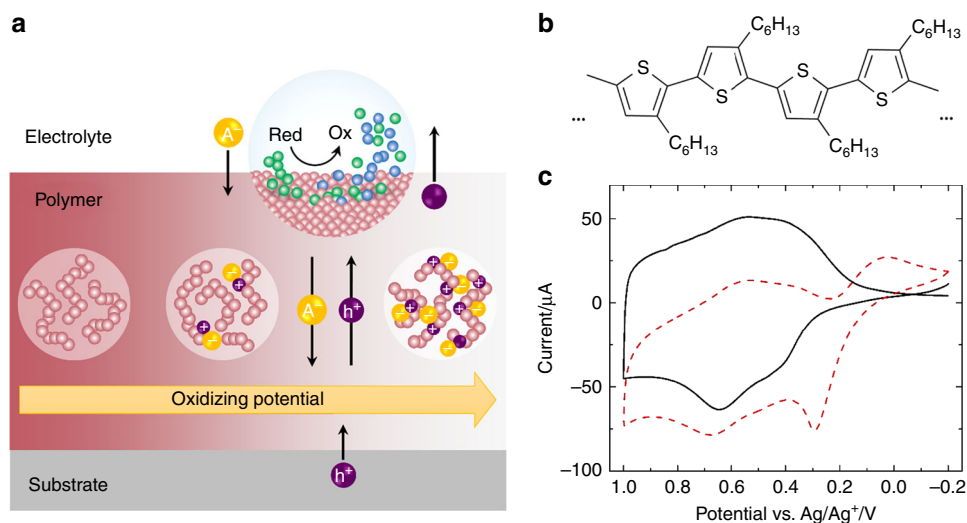 a
Electrolyte
Polymer
Substrate
A⁻
Red
Ox
−
+
+
−
A⁻
h⁺
+
−
+
+
−
−
+
−
+
−
+
−
Oxidizing potential
h⁺
b
C₆H₁₃
C₆H₁₃
S
S
S
S
...
...
C₆H₁₃
C₆H₁₃
c
Current/μA
50
0
−50
−100
1.0
0.8
0.6
0.4
0.2
0.0
−0.2
Potential vs. Ag/Ag⁺/V